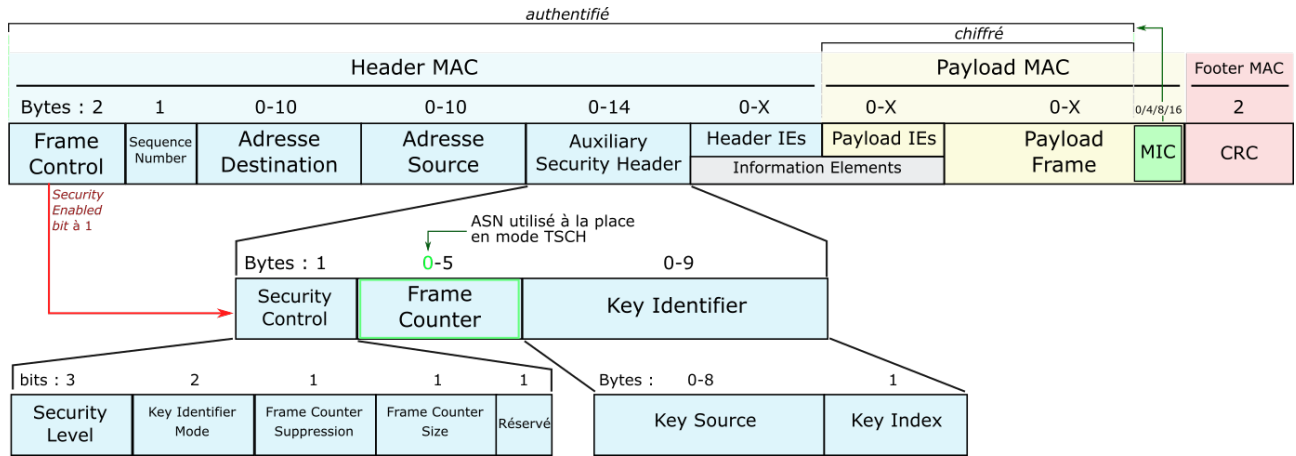 authentifié
chiffré
Header MAC
Payload MAC
Footer MAC
Bytes : 2 1 0-10 0-10 0-14 0-X 0-X 0-X 0/4/8/16 2
Frame Control
Sequence Number
Adresse Destination
Adresse Source
Auxiliary Security Header
Header IEs
Payload IEs
Information Elements
Payload Frame
MIC
CRC
Security
Enabled
bit à 1
ASN utilisé à la place
en mode TSCH
Bytes : 1 0-5 0-9
Security Control
Frame Counter
Key Identifier
bits : 3 2 1 1 1
Security Level
Key Identifier Mode
Frame Counter Suppression
Frame Counter Size
Réservé
Bytes : 0-8 1
Key Source
Key Index